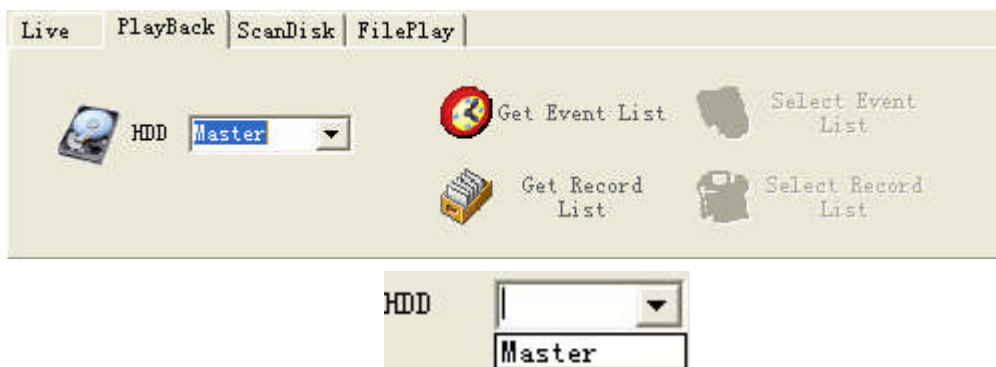 Live PlayBack ScanDisk FilePlay
HDD Master
Get Event List
Select Event
List
Get Record
List
Select Record
List
HDD
Master